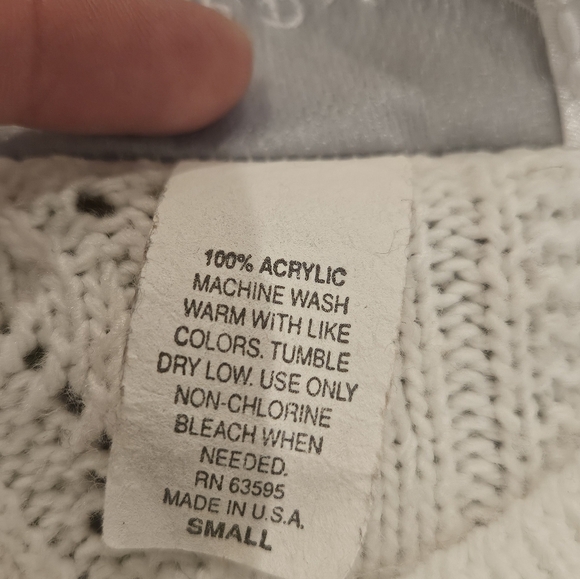 100% ACRYLIC
MACHINE WASH
WARM WITH LIKE
COLORS. TUMBLE
DRY LOW. USE ONLY
NON-CHLORINE
BLEACH WHEN
NEEDED.
RN 63595
MADE IN U.S.A.
SMALL